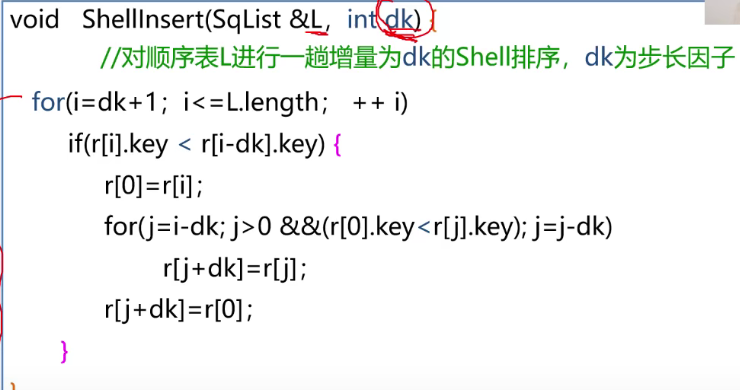 void ShellInsert(SqList &L, int dk) {
//对顺序表L进行一趟增量为dk的Shell排序，dk为步长因子
for(i=dk+1; i<=L.length; ++ i)
if(r[i].key < r[i-dk].key) {
r[0]=r[i];
for(j=i-dk; j>0 &&(r[0].key<r[j].key); j=j-dk)
r[j+dk]=r[j];
r[j+dk]=r[0];
}
}